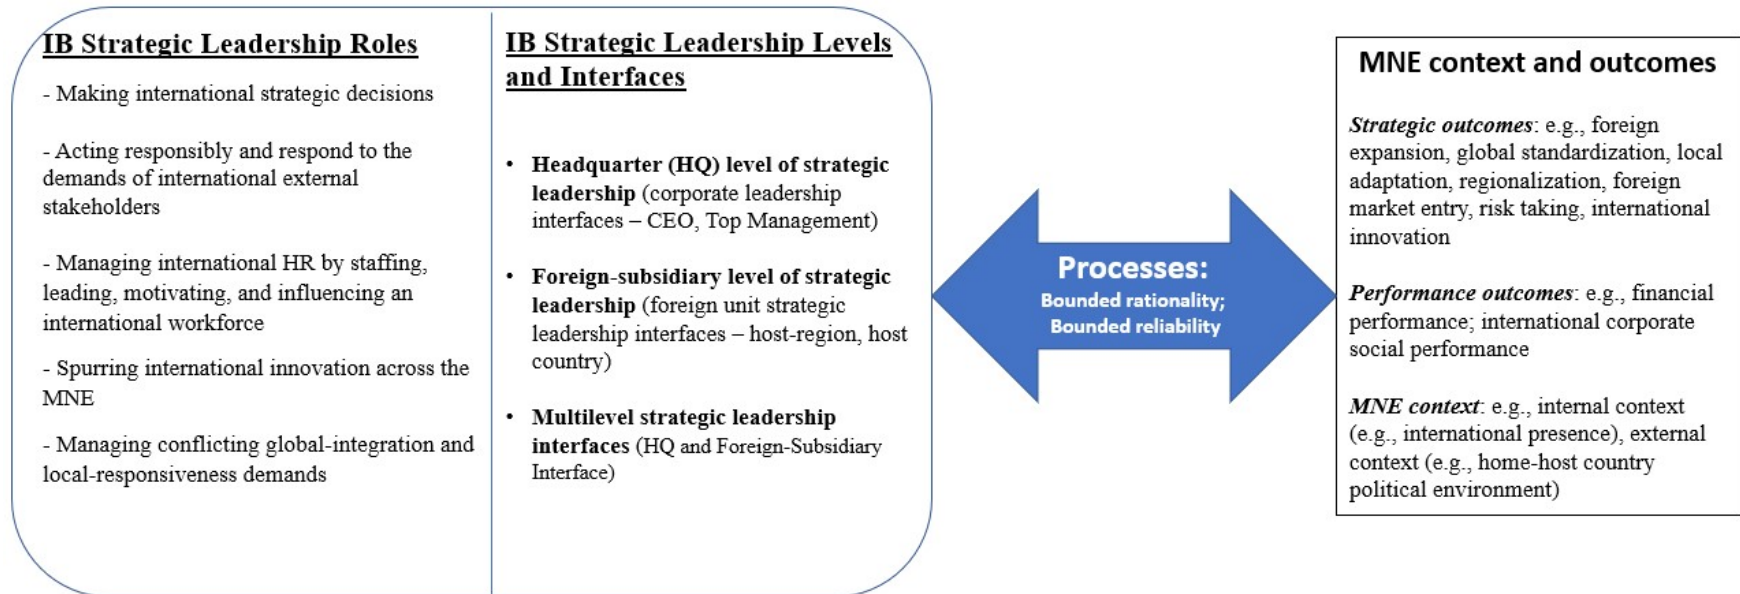 IB Strategic Leadership Roles
- Making international strategic decisions
- Acting responsibly and respond to the
demands of international external
stakeholders
- Managing international HR by staffing,
leading, motivating, and influencing an
international workforce
- Spurring international innovation across the
MNE
- Managing conflicting global-integration and
local-responsiveness demands
IB Strategic Leadership Levels
and Interfaces
• Headquarter (HQ) level of strategic
leadership (corporate leadership
interfaces – CEO, Top Management)
• Foreign-subsidiary level of strategic
leadership (foreign unit strategic
leadership interfaces – host-region, host
country)
• Multilevel strategic leadership
interfaces (HQ and Foreign-Subsidiary
Interface)
Processes:
Bounded rationality;
Bounded reliability
MNE context and outcomes
Strategic outcomes: e.g., foreign
expansion, global standardization, local
adaptation, regionalization, foreign
market entry, risk taking, international
innovation
Performance outcomes: e.g., financial
performance; international corporate
social performance
MNE context: e.g., internal context
(e.g., international presence), external
context (e.g., home-host country
political environment)